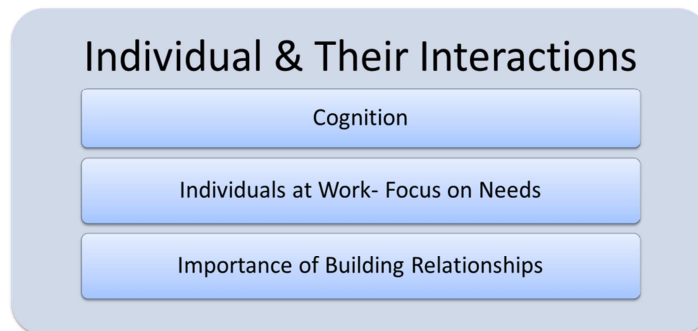 Individual & Their Interactions
Cognition
Individuals at Work- Focus on Needs
Importance of Building Relationships